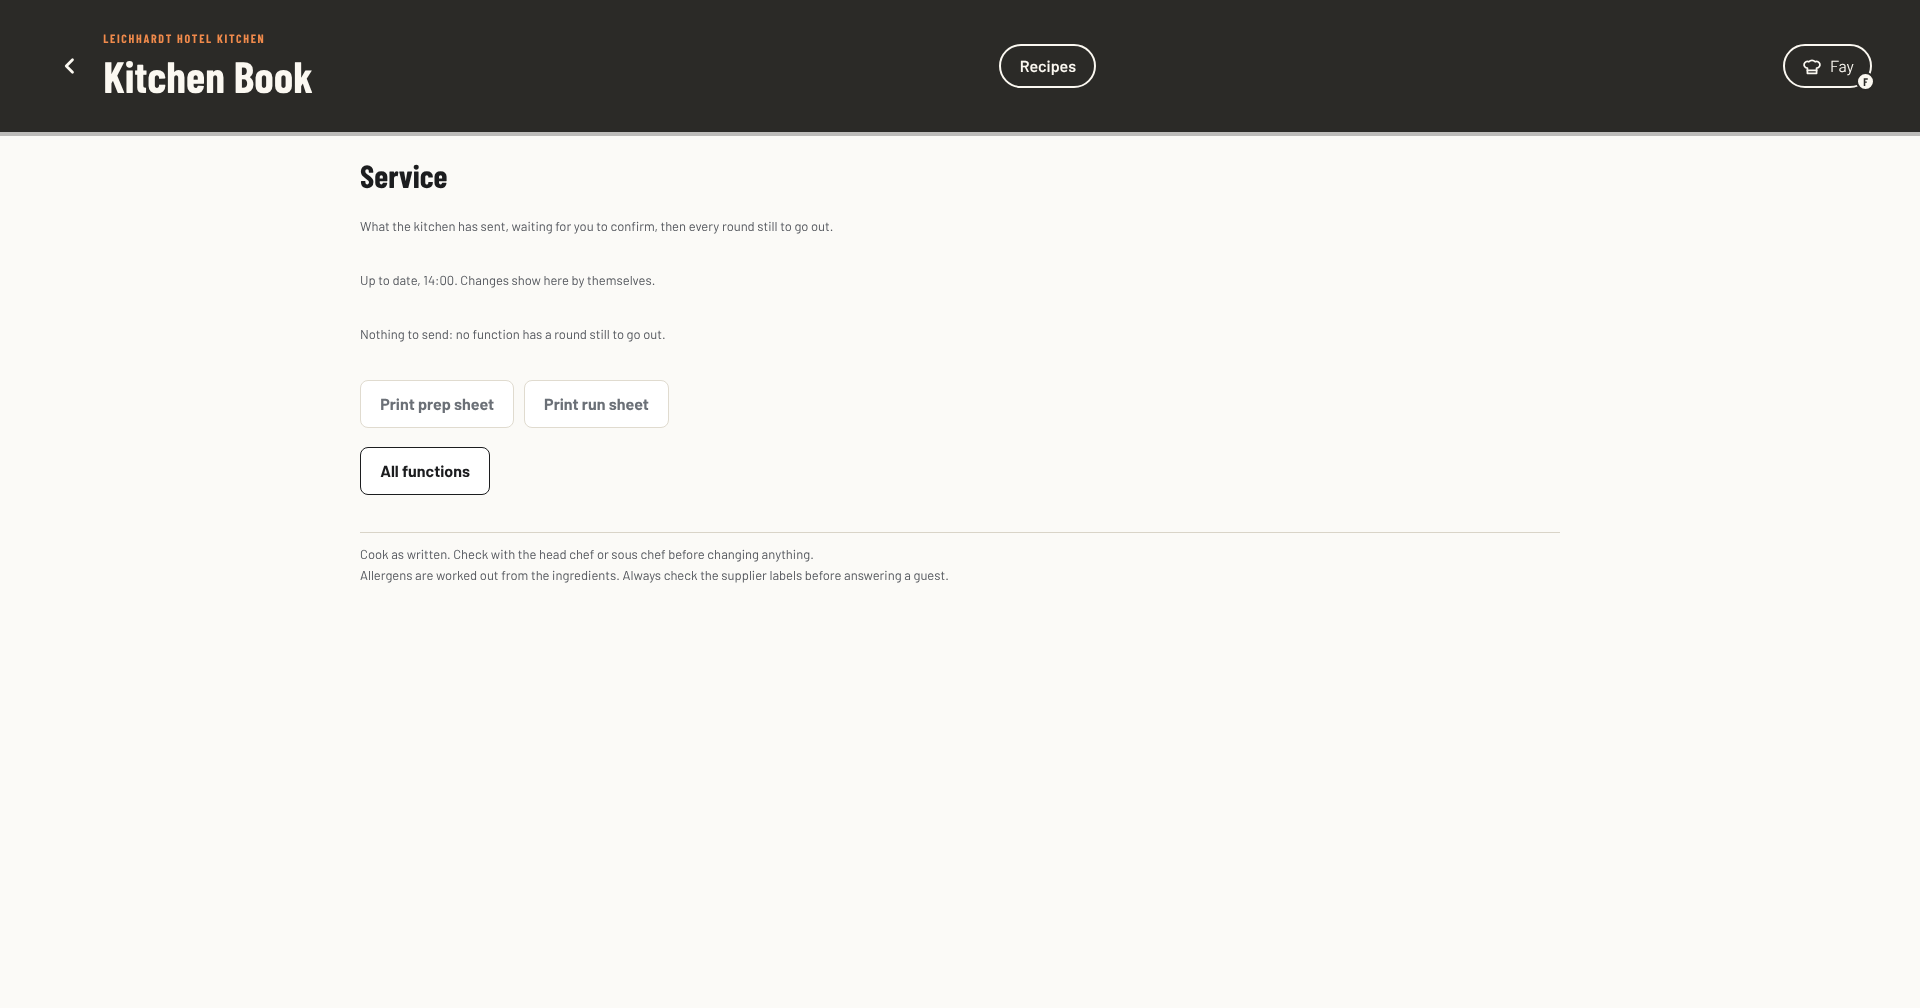 LEICHHARDT HOTEL KITCHEN
Kitchen Book
Recipes
Fay
F
Service
What the kitchen has sent, waiting for you to confirm, then every round still to go out.
Up to date, 14:00. Changes show here by themselves.
Nothing to send: no function has a round still to go out.
Print prep sheet
Print run sheet
All functions
Cook as written. Check with the head chef or sous chef before changing anything.
Allergens are worked out from the ingredients. Always check the supplier labels before answering a guest.